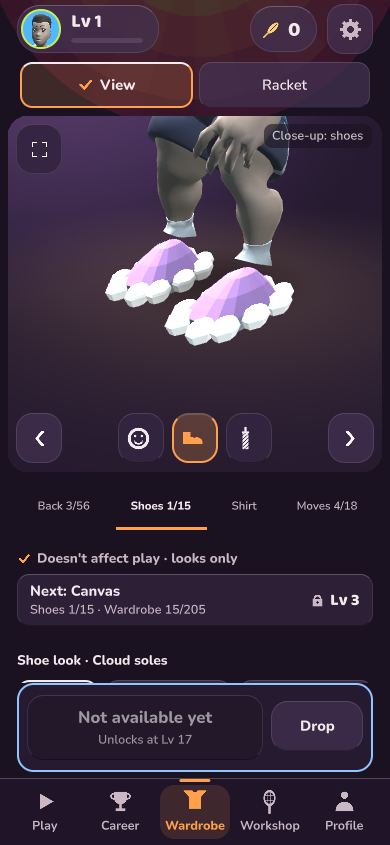 Lv 1
0
View
Racket
Close-up: shoes
Back 3/56
Shoes 1/15
Shirt
Moves 4/18
Doesn't affect play · looks only
Next: Canvas
Shoes 1/15 · Wardrobe 15/205
Lv 3
Shoe look · Cloud soles
Not available yet
Unlocks at Lv 17
Drop
Play
Career
Wardrobe
Workshop
Profile